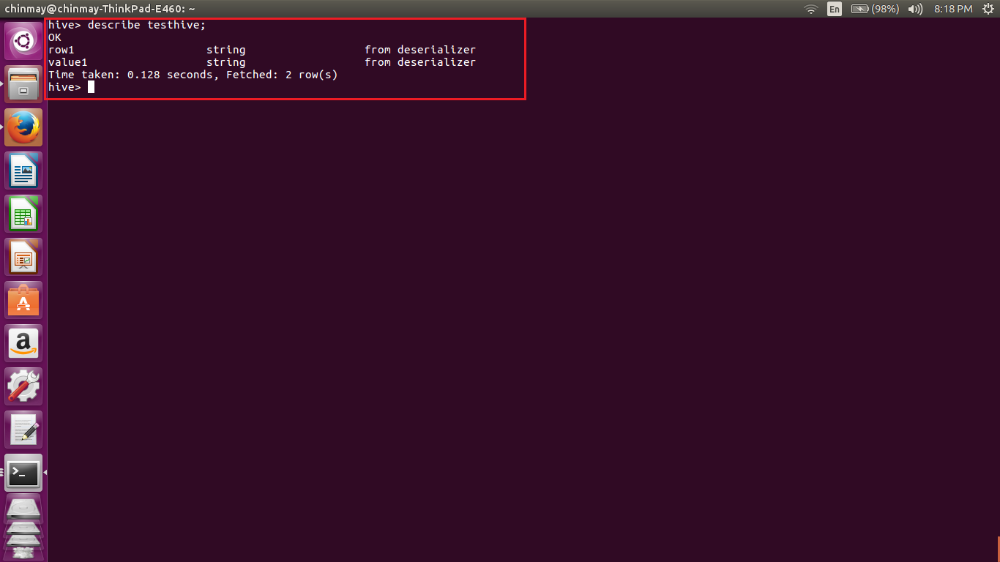 chinmay@chinmay-ThinkPad-E460: ~
En
(98%)
8:18 PM
hive> describe testhive;
OK
row1 string from deserializer
value1 string from deserializer
Time taken: 0.128 seconds, Fetched: 2 row(s)
hive>
A
a
>_